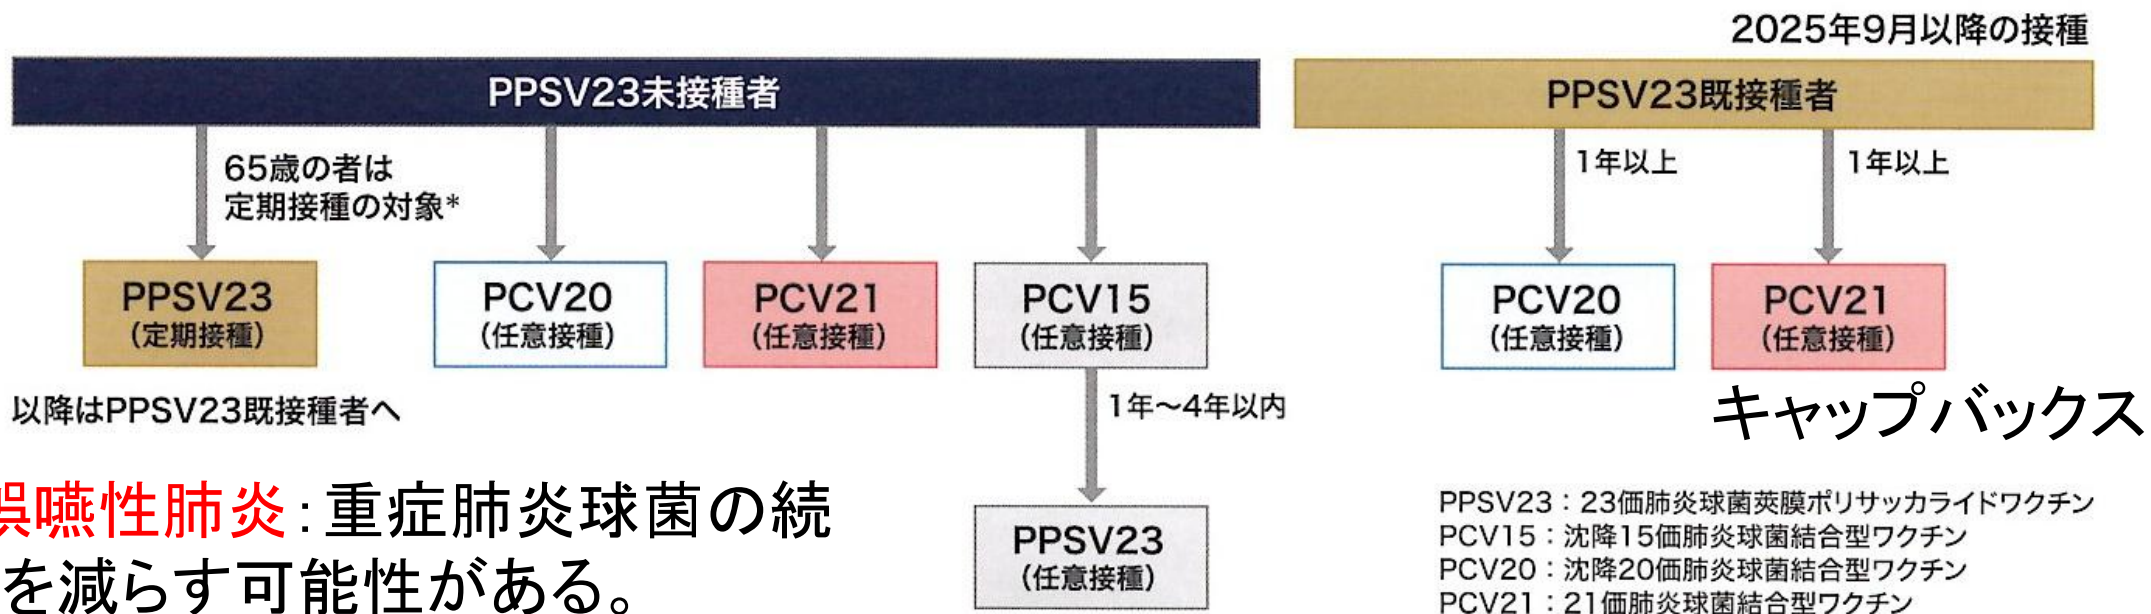 2025年9月以降の接種
PPSV23未接種者
PPSV23既接種者
65歳の者は
定期接種の対象*
1年以上
1年以上
PPSV23
(定期接種)
PCV20
(任意接種)
PCV21
(任意接種)
PCV15
(任意接種)
PCV20
(任意接種)
PCV21
(任意接種)
以降はPPSV23既接種者へ
1年～4年以内
キャップバックス
誤嚥性肺炎：重症肺炎球菌の続
を減らす可能性がある。
PPSV23
(任意接種)
PPSV23：23価肺炎球菌莢膜ポリサッカライドワクチン
PCV15：沈降15価肺炎球菌結合型ワクチン
PCV20：沈降20価肺炎球菌結合型ワクチン
PCV21：21価肺炎球菌結合型ワクチン